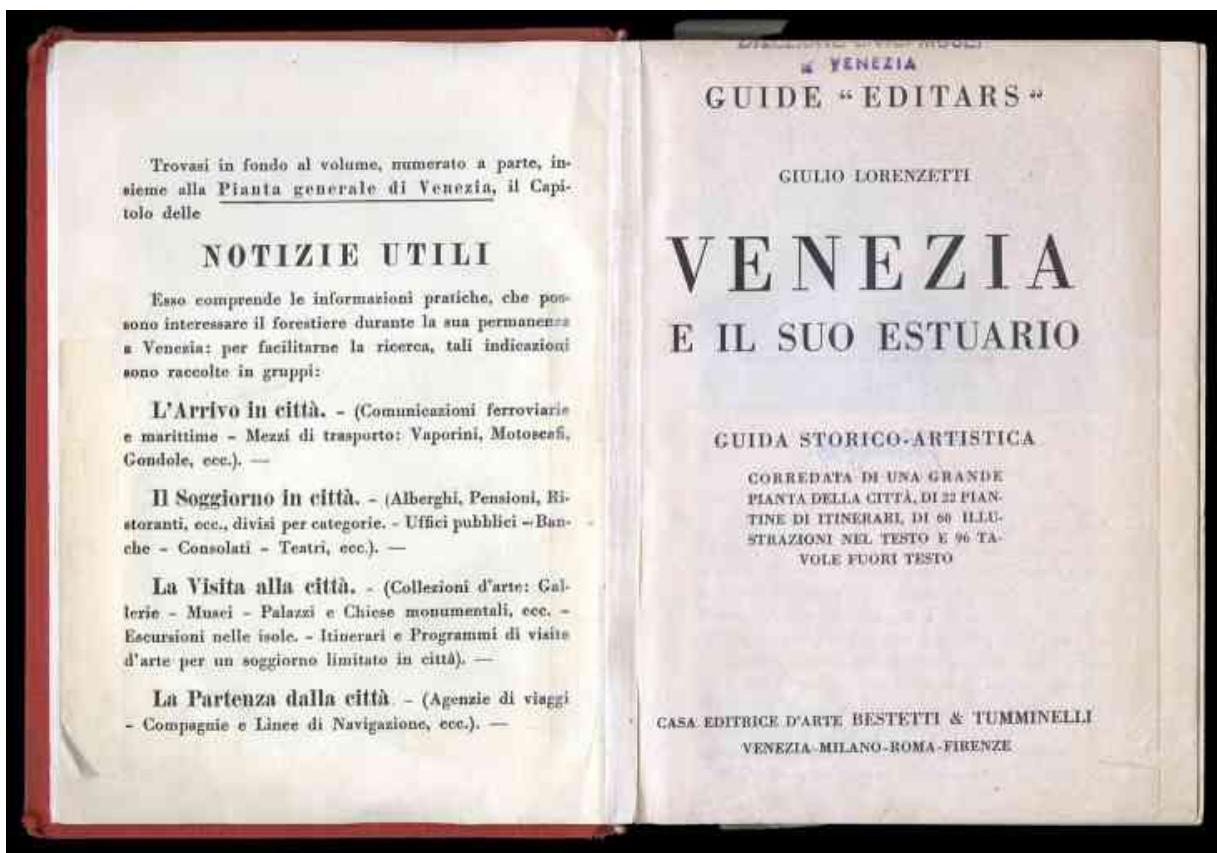 Trovasi in fondo al volume, numerato a parte, in-
sieme alla Pianta generale di Venezia, il Capi-
tolo delle
NOTIZIE UTILI
Esso comprende le informazioni pratiche, che pos-
sono interessare il forestiere durante la sua permanenza
a Venezia: per facilitarne la ricerca, tali indicazioni
sono raccolte in gruppi:
L'Arrivo in città. - (Comunicazioni ferroviarie
e marittime - Mezzi di trasporto: Vaporini, Motoscafi,
Gondole, ecc.). —
Il Soggiorno in città. - (Alberghi, Pensioni, Ri-
storanti, ecc., divisi per categorie. - Uffici pubblici - Ban-
che - Consolati - Teatri, ecc.). —
La Visita alla città. - (Collezioni d'arte: Gal-
lerie - Musei - Palazzi e Chiese monumentali, ecc. -
Escursioni nelle isole. - Itinerari e Programmi di visite
d'arte per un soggiorno limitato in città). —
La Partenza dalla città - (Agenzie di viaggi
- Compagnie e Linee di Navigazione, ecc.). —
VENEZIA
GUIDE “ EDITARS “
GIULIO LORENZETTI
VENEZIA
E IL SUO ESTUARIO
GUIDA STORICO-ARTISTICA
CORREDATA DI UNA GRANDE
PIANTA DELLA CITTÀ, DI 22 PIAN-
TINE DI ITINERARI, DI 60 ILLU-
STRAZIONI NEL TESTO E 96 TA-
VOLE FUORI TESTO
CASA EDITRICE D'ARTE BESTETTI & TUMMINELLI
VENEZIA-MILANO-ROMA-FIRENZE